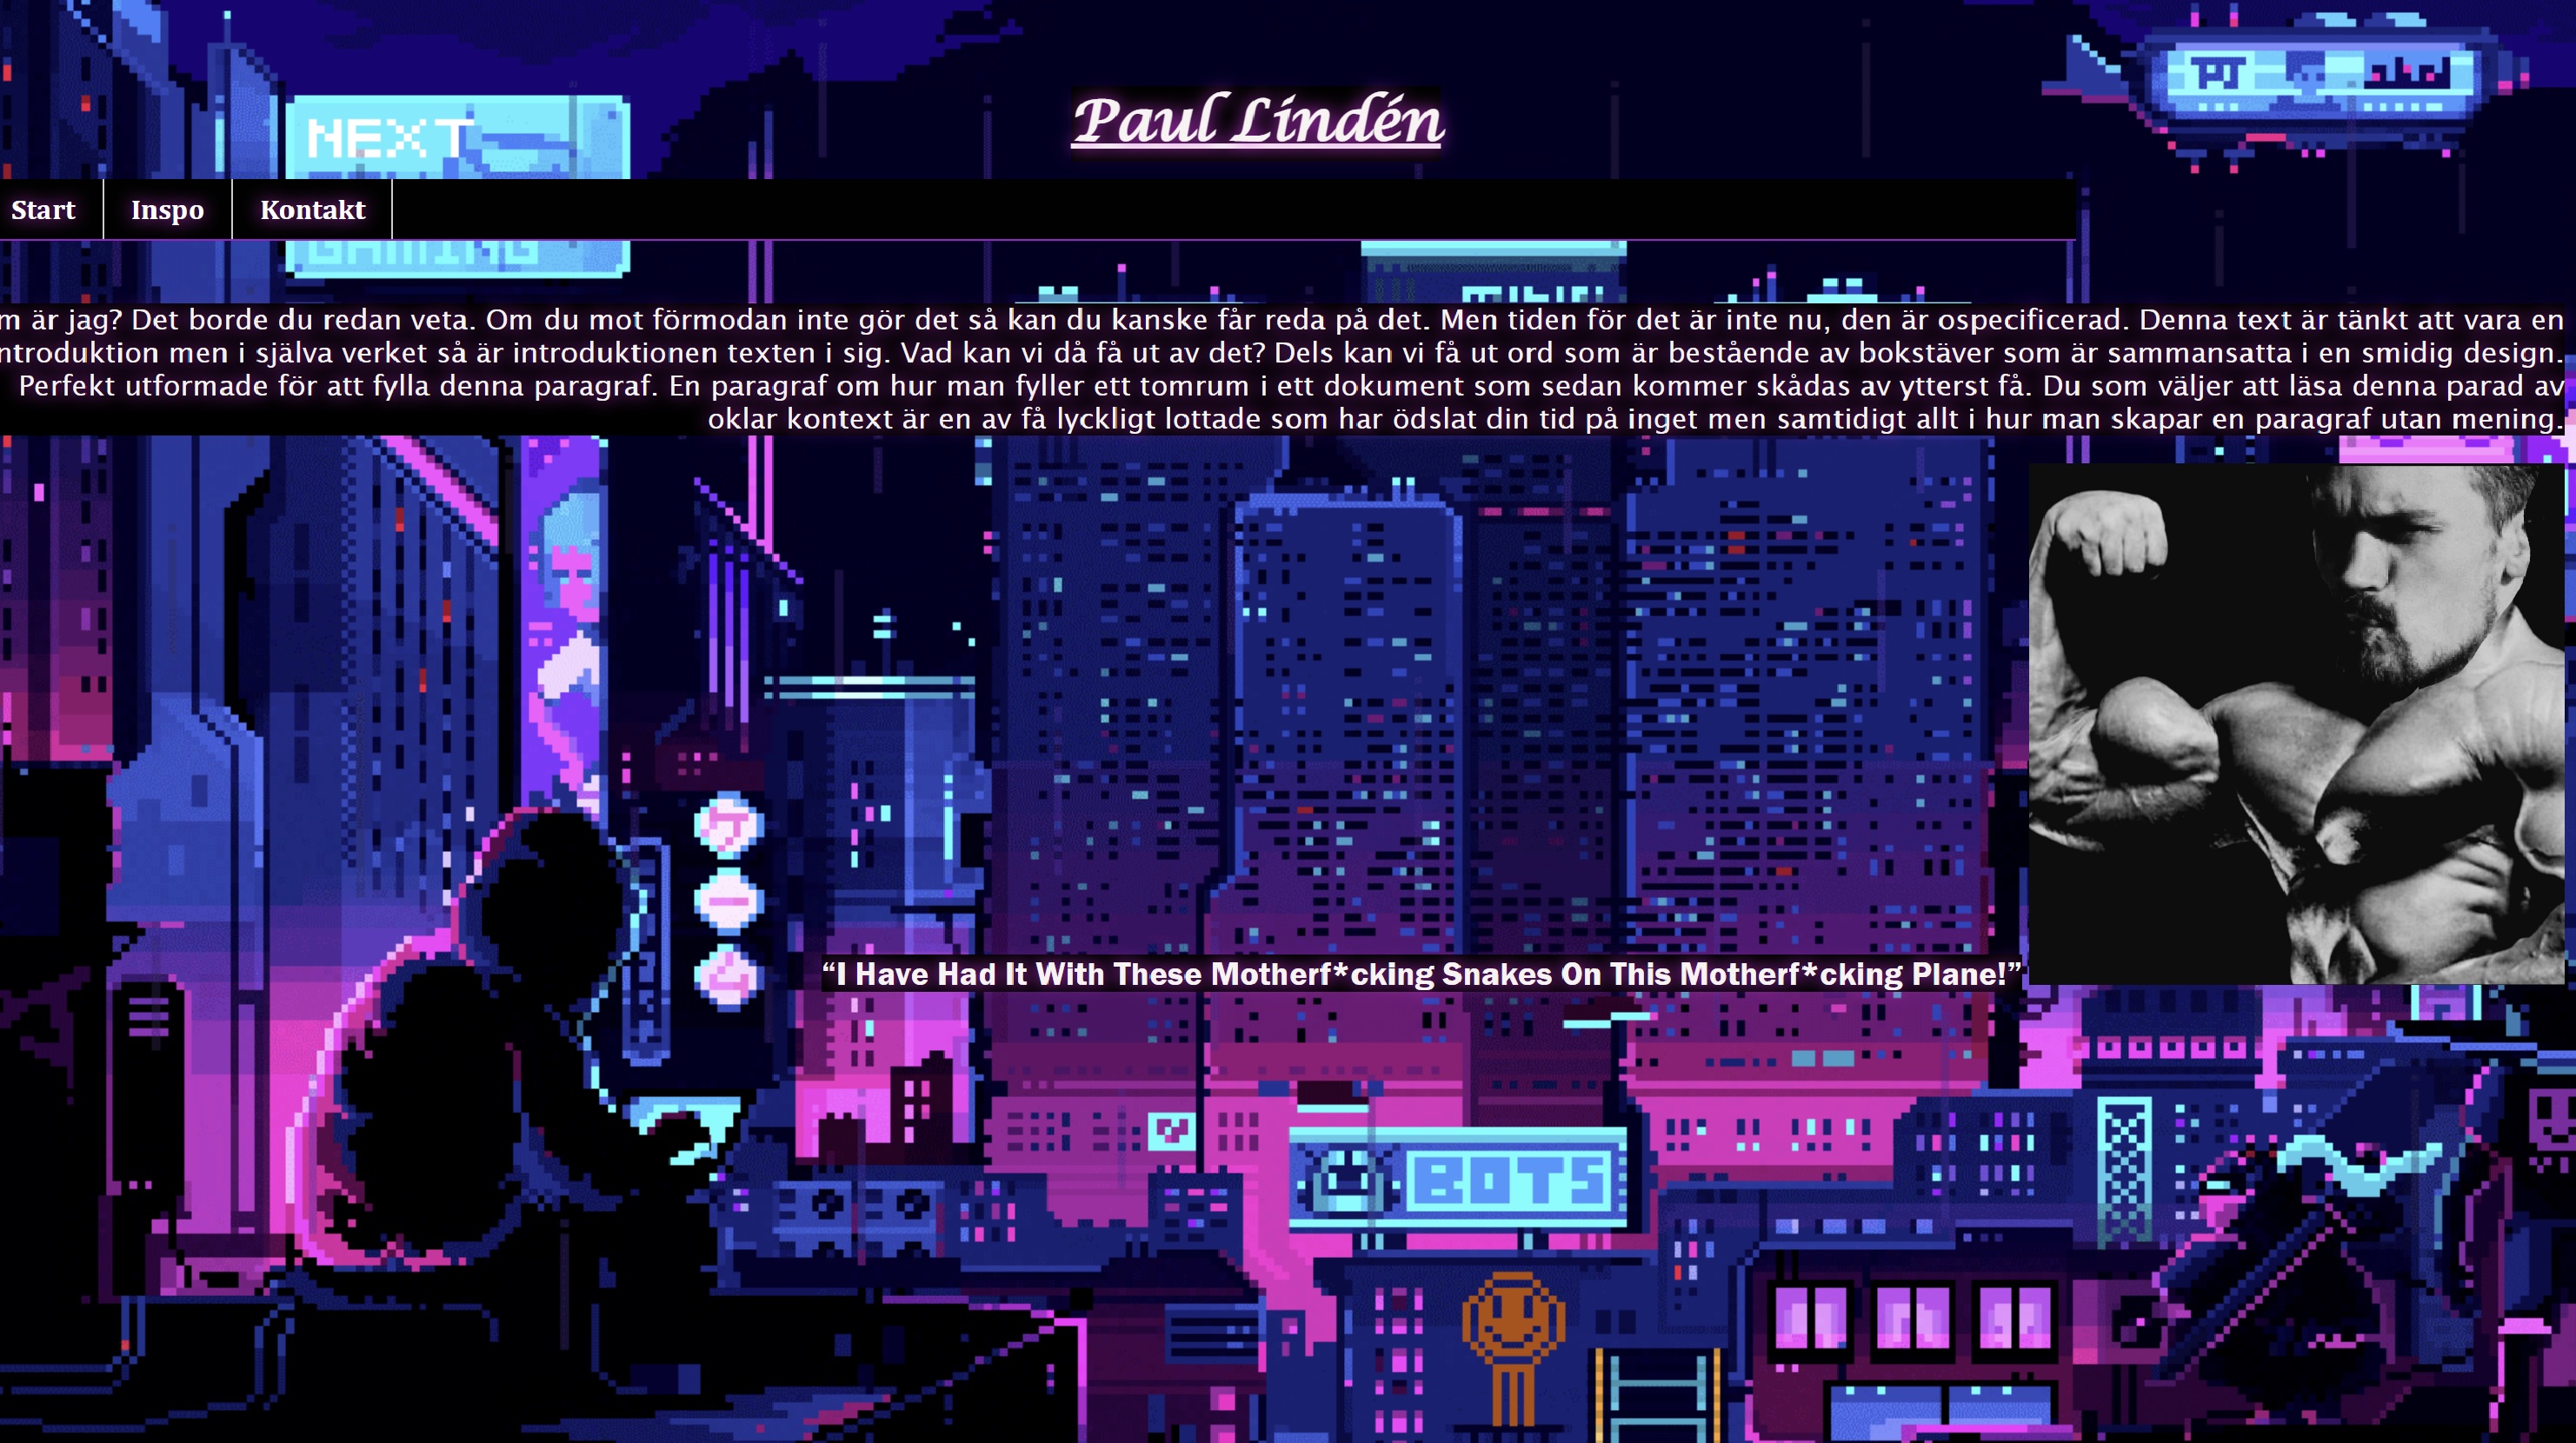 NEXT
Paul Lindén
Start Inspo Kontakt
GAMING
m är jag? Det borde du redan veta. Om du mot förmodan inte gör det så kan du kanske får reda på det. Men tiden för det är inte nu, den är ospecificerad. Denna text är tänkt att vara en
ntroduktion men i själva verket så är introduktionen texten i sig. Vad kan vi då få ut av det? Dels kan vi få ut ord som är bestående av bokstäver som är sammansatta i en smidig design.
Perfekt utformade för att fylla denna paragraf. En paragraf om hur man fyller ett tomrum i ett dokument som sedan kommer skådas av ytterst få. Du som väljer att läsa denna parad av
oklar kontext är en av få lyckligt lottade som har ödslat din tid på inget men samtidigt allt i hur man skapar en paragraf utan mening.
“I Have Had It With These Motherf*cking Snakes On This Motherf*cking Plane!”
BOTS